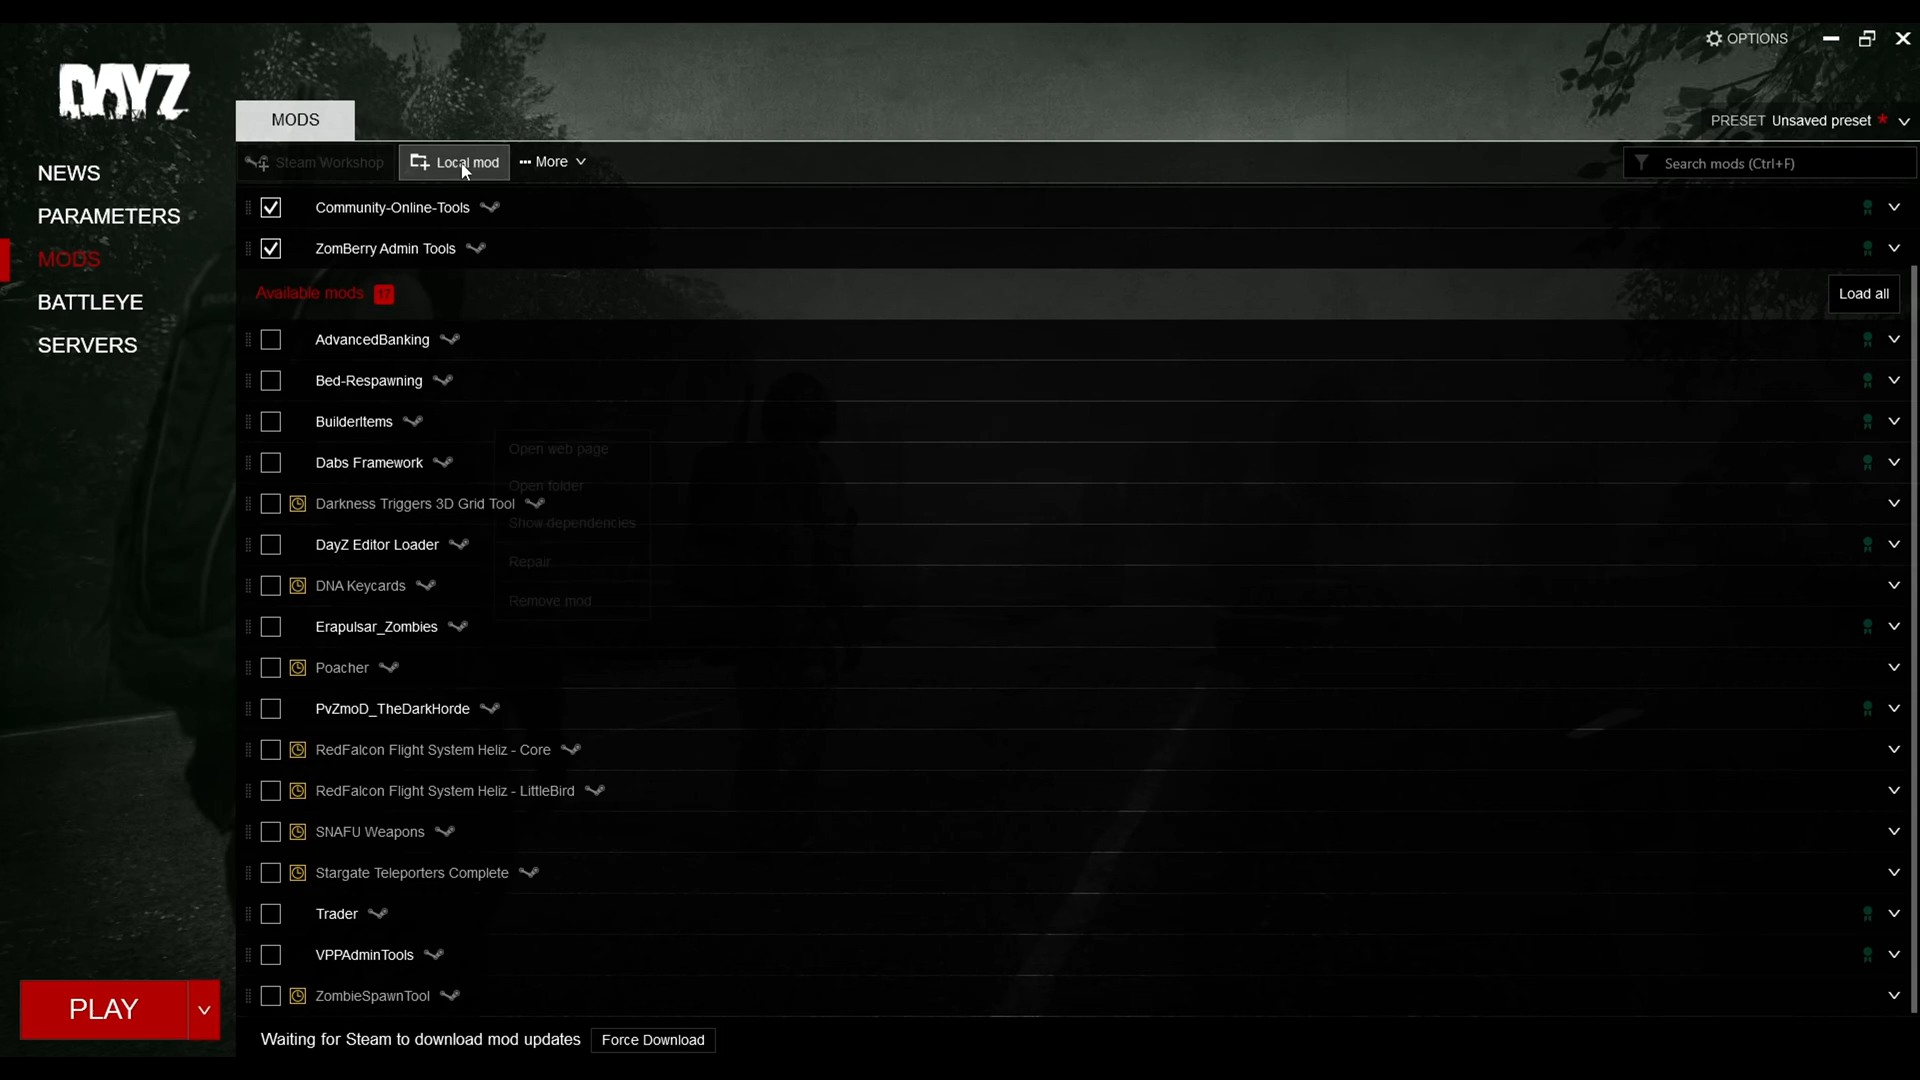 OPTIONS
DAYZ
MODS
PRESET Unsaved preset *
Steam Workshop
Local mod
More
Search mods (Ctrl+F)
NEWS
PARAMETERS
MODS
BATTLEYE
SERVERS
Community-Online-Tools
ZomBerry Admin Tools
Available mods 17
Load all
AdvancedBanking
Bed-Respawning
BuilderItems
Dabs Framework
Darkness Triggers 3D Grid Tool
DayZ Editor Loader
DNA Keycards
Erapulsar_Zombies
Poacher
PvZmoD_TheDarkHorde
RedFalcon Flight System Heliz - Core
RedFalcon Flight System Heliz - LittleBird
SNAFU Weapons
Stargate Teleporters Complete
Trader
VPPAdminTools
ZombieSpawnTool
Open web page
Open folder
Show dependencies
Repair
Remove mod
PLAY
Waiting for Steam to download mod updates
Force Download